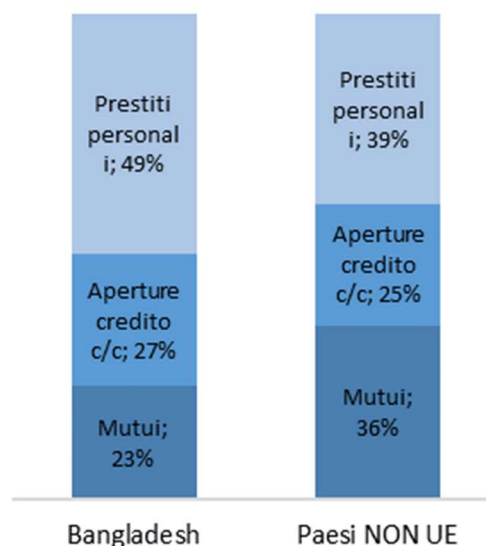 Prestiti
personal
i; 49%
Aperture
credito
c/c; 27%
Mutui;
23%
Prestiti
personal
i; 39%
Aperture
credito
c/c; 25%
Mutui;
36%
Bangladesh
Paesi NON UE